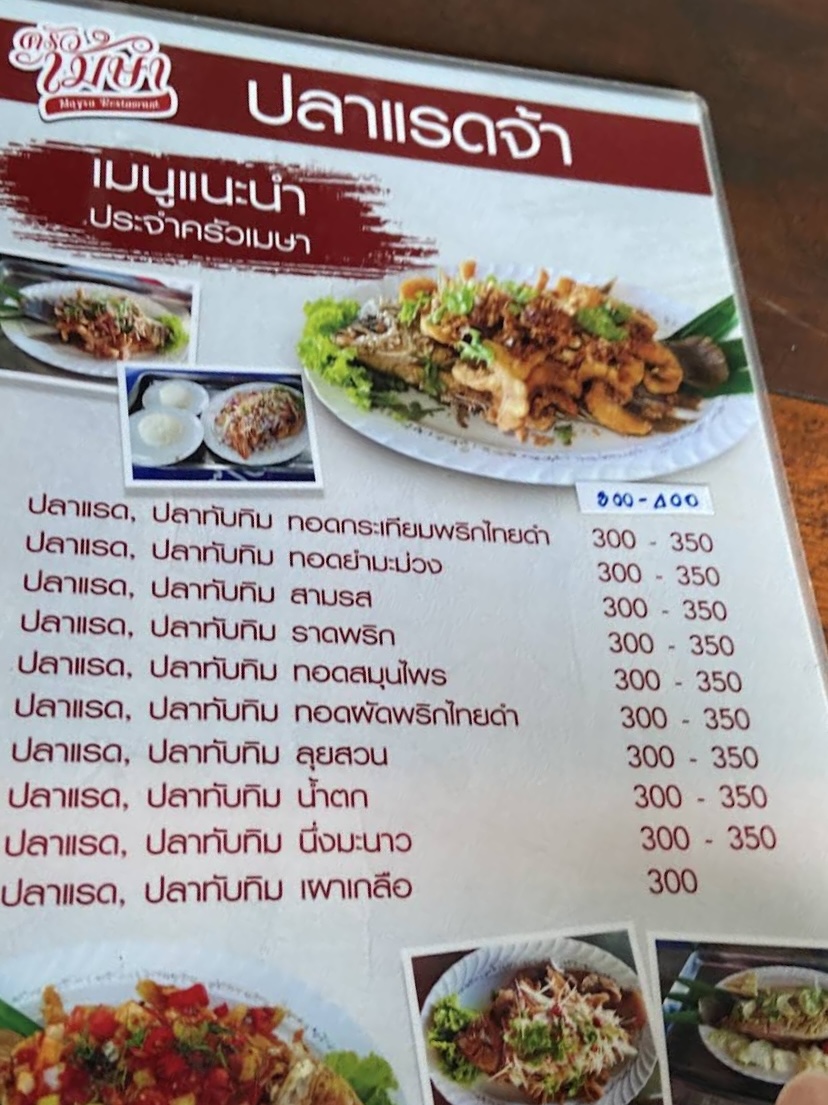 ครัวเมษา
Maysa Restaurant
ปลาแรดจ้า
เมนูแนะนำ
ประจำครัวเมษา
300-400
ปลาแรด, ปลาทับทิม ทอดกระเทียมพริกไทยดำ 300 - 350
ปลาแรด, ปลาทับทิม ทอดยำมะม่วง 300 - 350
ปลาแรด, ปลาทับทิม สามรส 300 - 350
ปลาแรด, ปลาทับทิม ราดพริก 300 - 350
ปลาแรด, ปลาทับทิม ทอดสมุนไพร 300 - 350
ปลาแรด, ปลาทับทิม ทอดผัดพริกไทยดำ 300 - 350
ปลาแรด, ปลาทับทิม ลุยสวน 300 - 350
ปลาแรด, ปลาทับทิม น้ำตก 300 - 350
ปลาแรด, ปลาทับทิม นึ่งมะนาว 300 - 350
ปลาแรด, ปลาทับทิม เผาเกลือ 300